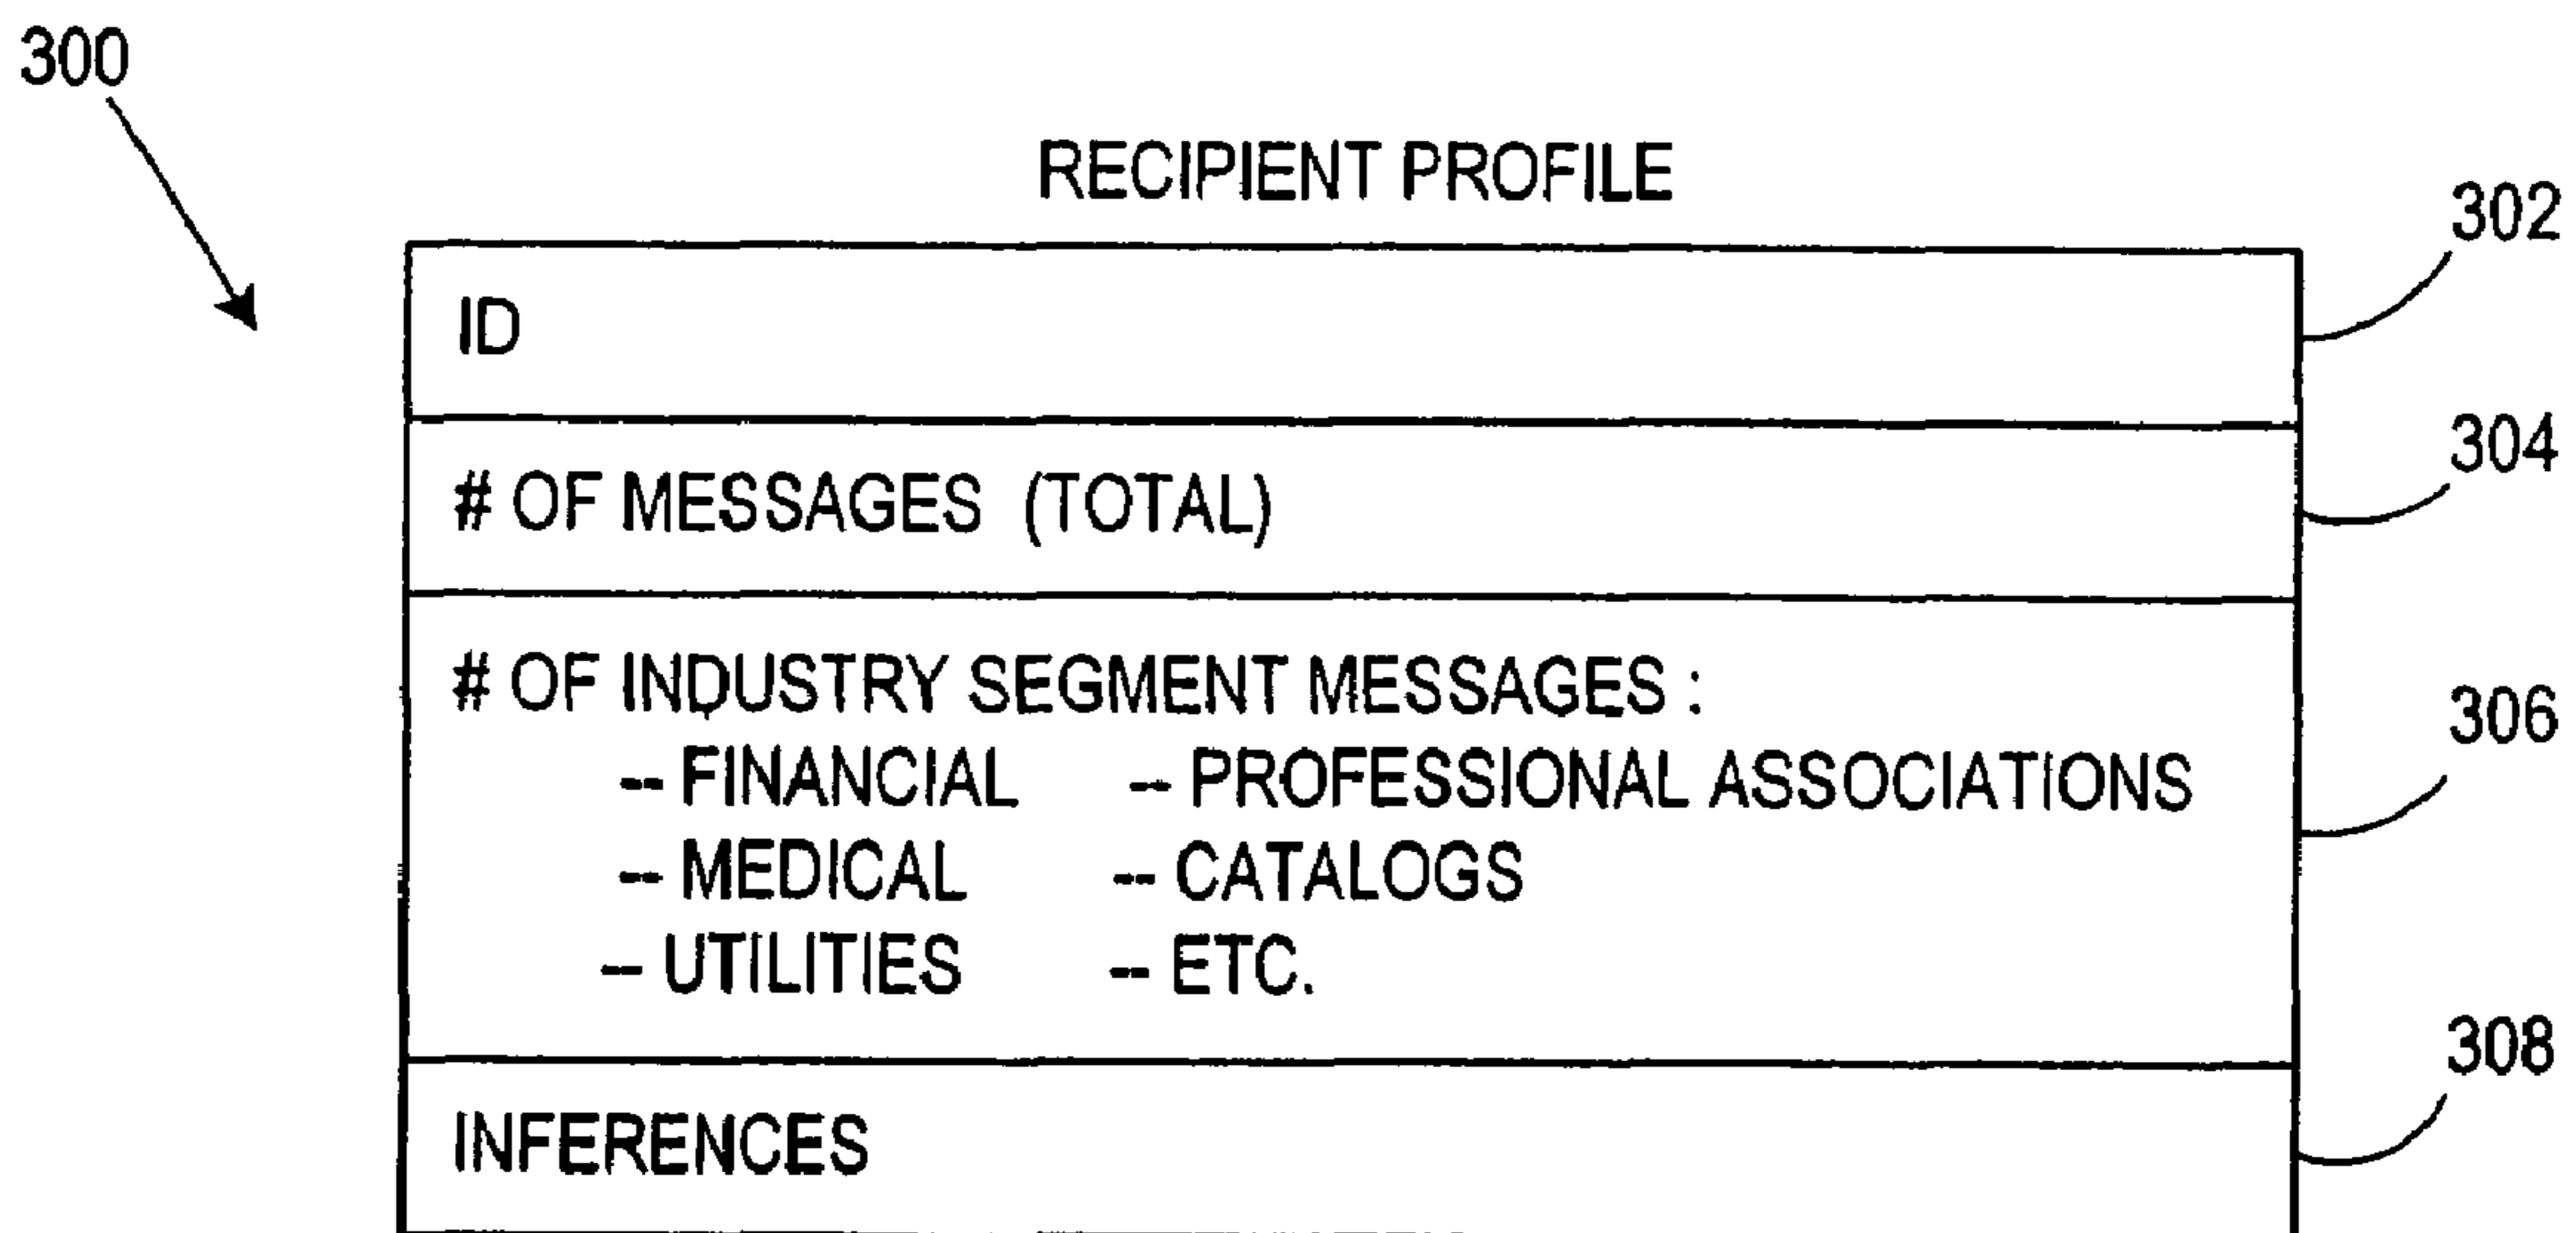 300
RECIPIENT PROFILE
302
ID
304
# OF MESSAGES (TOTAL)
# OF INDUSTRY SEGMENT MESSAGES :
306
-- FINANCIAL -- PROFESSIONAL ASSOCIATIONS
-- MEDICAL -- CATALOGS
-- UTILITIES -- ETC.
308
INFERENCES